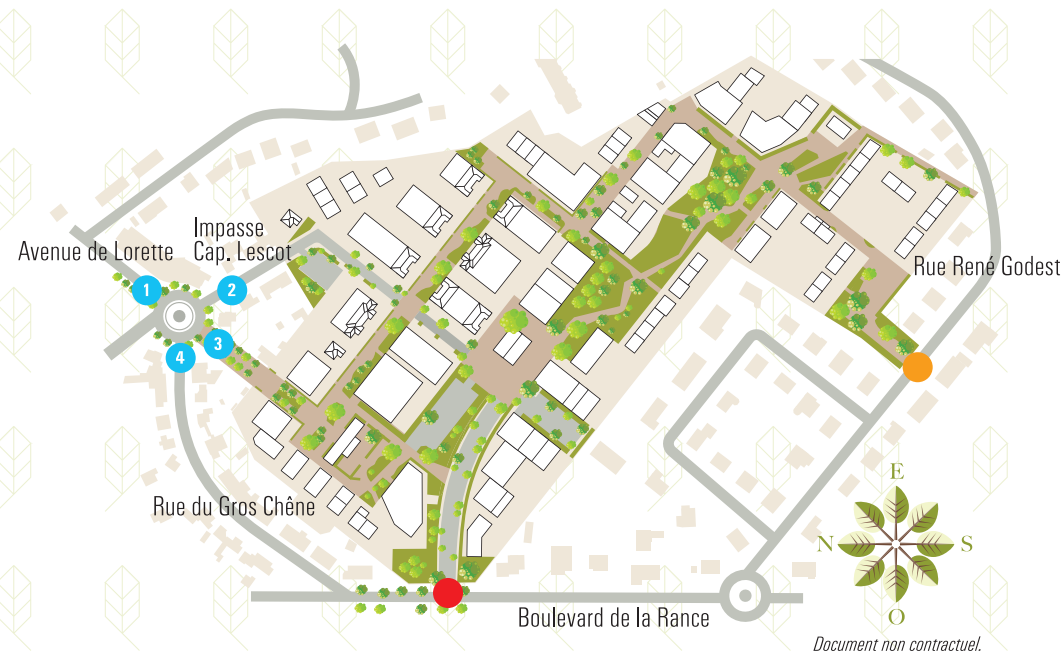 Impasse
Cap. Lescot
Avenue de Lorette
1
2
3
4
Rue René Godest
Rue du Gros Chêne
E
N
S
O
Boulevard de la Rance
Document non contractuel.